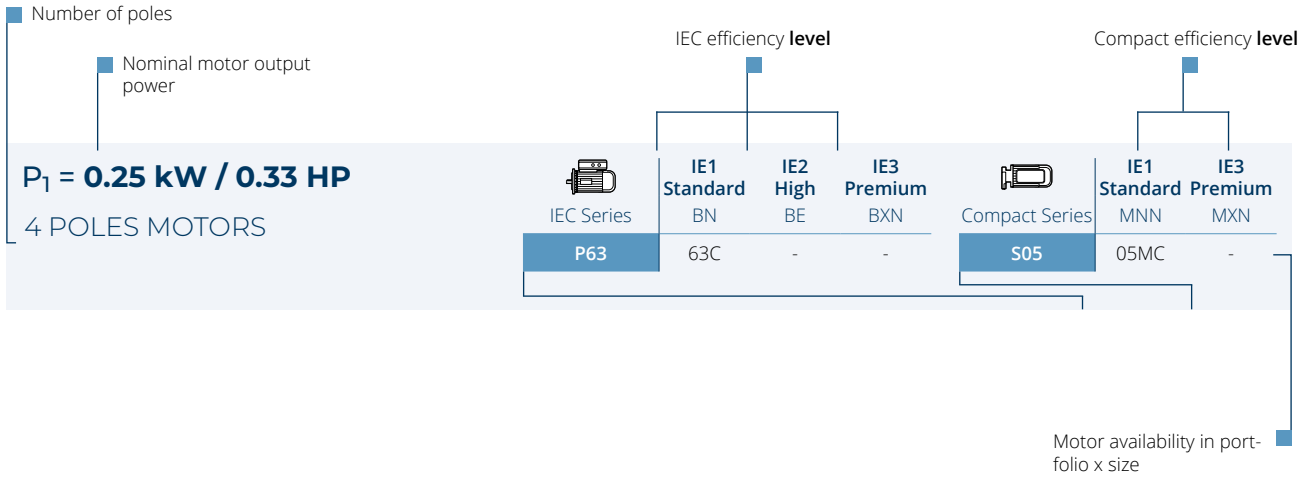 Number of poles
Nominal motor output
power
IEC efficiency level
Compact efficiency level
P1 = 0.25 kW / 0.33 HP
4 POLES MOTORS
IEC Series
IE1
Standard
BN
IE2
High
BE
IE3
Premium
BXN
P63 63C - -
Compact Series
IE1
Standard
MNN
IE3
Premium
MXN
S05 05MC -
Motor availability in port-
folio x size